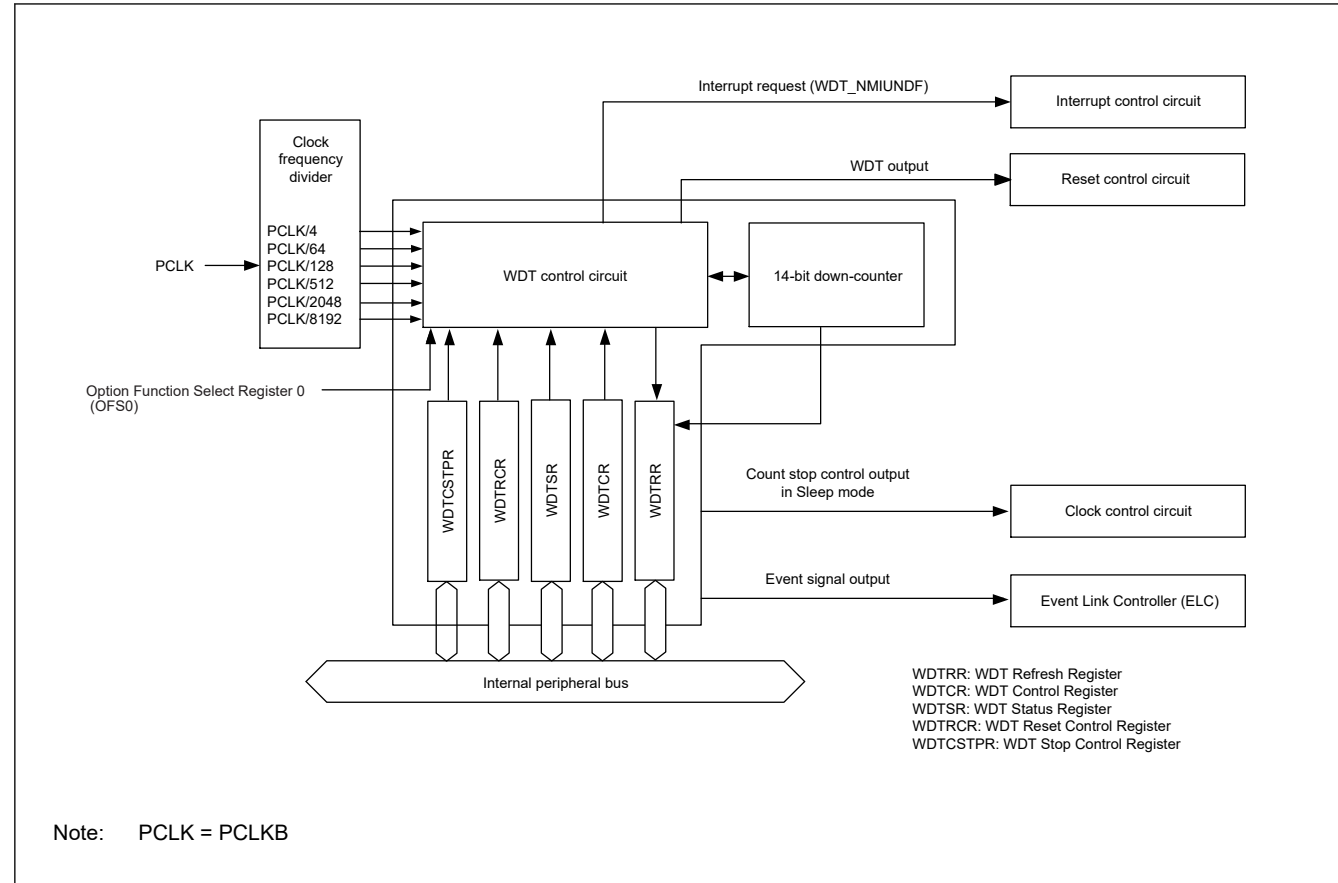 Interrupt request (WDT_NMIUNDF)
Interrupt control circuit
Clock
frequency
divider
WDT output
Reset control circuit
PCLK/4
PCLK/64
PCLK/128
PCLK/512
PCLK/2048
PCLK/8192
PCLK
WDT control circuit
14-bit down-counter
Option Function Select Register 0
(OFS0)
WDTCSTPR
WDTRCR
WDTSR
WDTCR
WDTRR
Count stop control output
in Sleep mode
Clock control circuit
Event signal output
Event Link Controller (ELC)
Internal peripheral bus
WDTRR: WDT Refresh Register
WDTCR: WDT Control Register
WDTSR: WDT Status Register
WDTRCR: WDT Reset Control Register
WDTCSTPR: WDT Stop Control Register
Note: PCLK = PCLKB